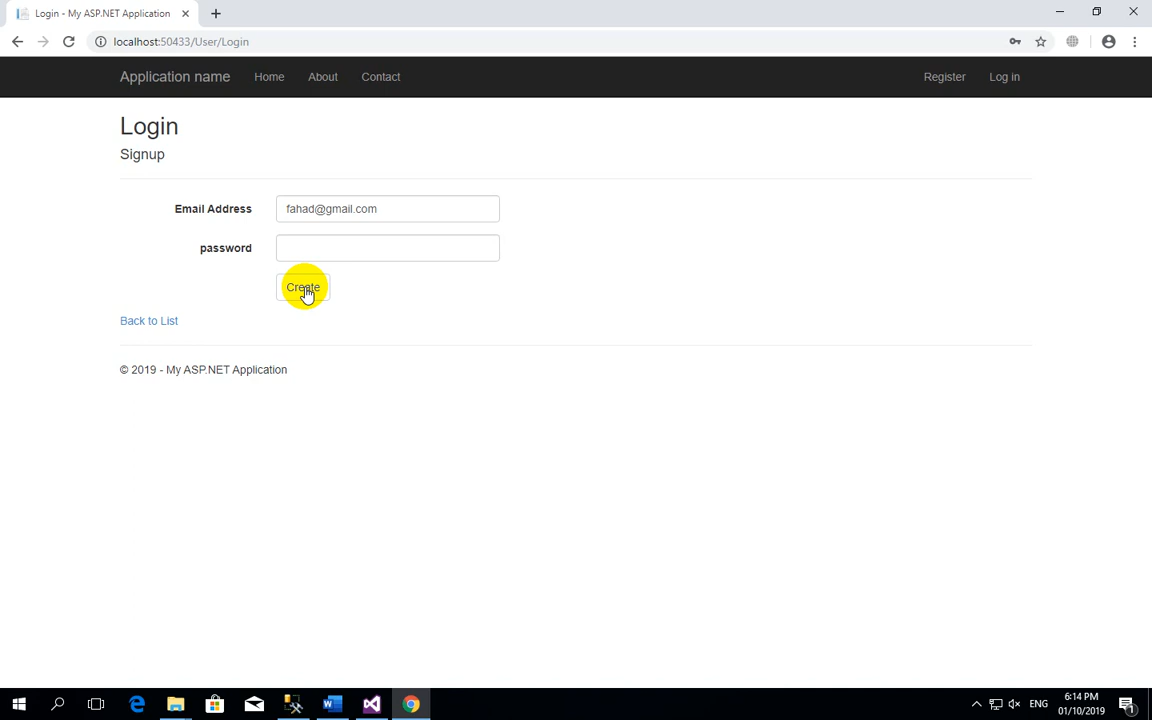 Login - My ASP.NET Application
localhost:50433/User/Login
Application name Home About Contact Register Log in
Login
Signup
Email Address fahad@gmail.com
password
Create
Back to List
© 2019 - My ASP.NET Application
ENG 6:14 PM
01/10/2019 1